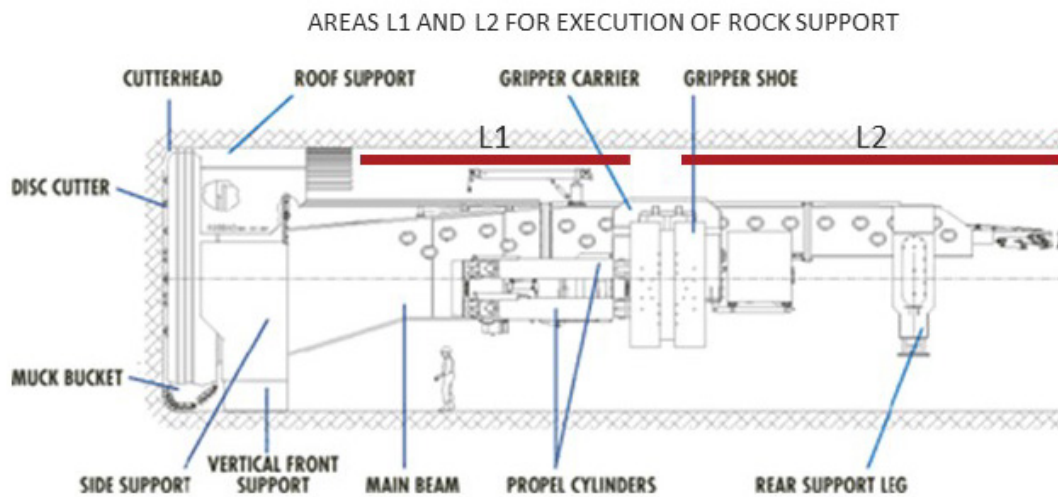 AREAS L1 AND L2 FOR EXECUTION OF ROCK SUPPORT
CUTTERHEAD
ROOF SUPPORT
GRIPPER CARRIER
GRIPPER SHOE
L1
L2
DISC CUTTER
MUCK BUCKET
SIDE SUPPORT
VERTICAL FRONT
SUPPORT
MAIN BEAM
PROPEL CYLINDERS
REAR SUPPORT LEG